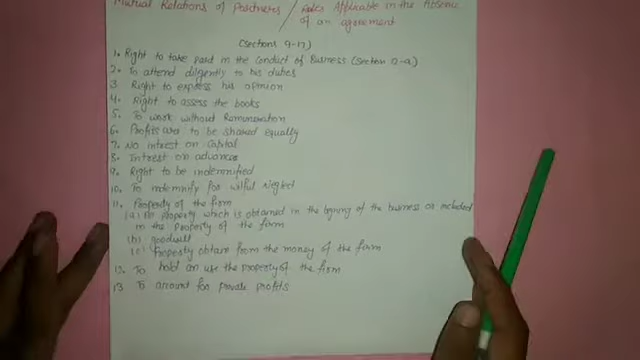 Mutual Relations of Partners / Rules Applicable in the Absence
of an agreement
(Sections 9-17)
1. Right to take part in the Conduct of Business (Section 12-a)
2. To attend diligently to his duties
3 Right to express his opinion
4. Right to assess the books
5. To work without Remuneration
6. Profits are to be shared equally
7. No intrest on Capital
8. Intrest on advances
9. Right to be indemnified
10. To indemnify for wilful Neglect
11. Property of the firm
(a) property which is obtained in the of the business or included
in the property of the firm
(b) goodwill
(c) Property obtain from the money of the firm
12. To hold an use the property of the firm
13 To account for private profits